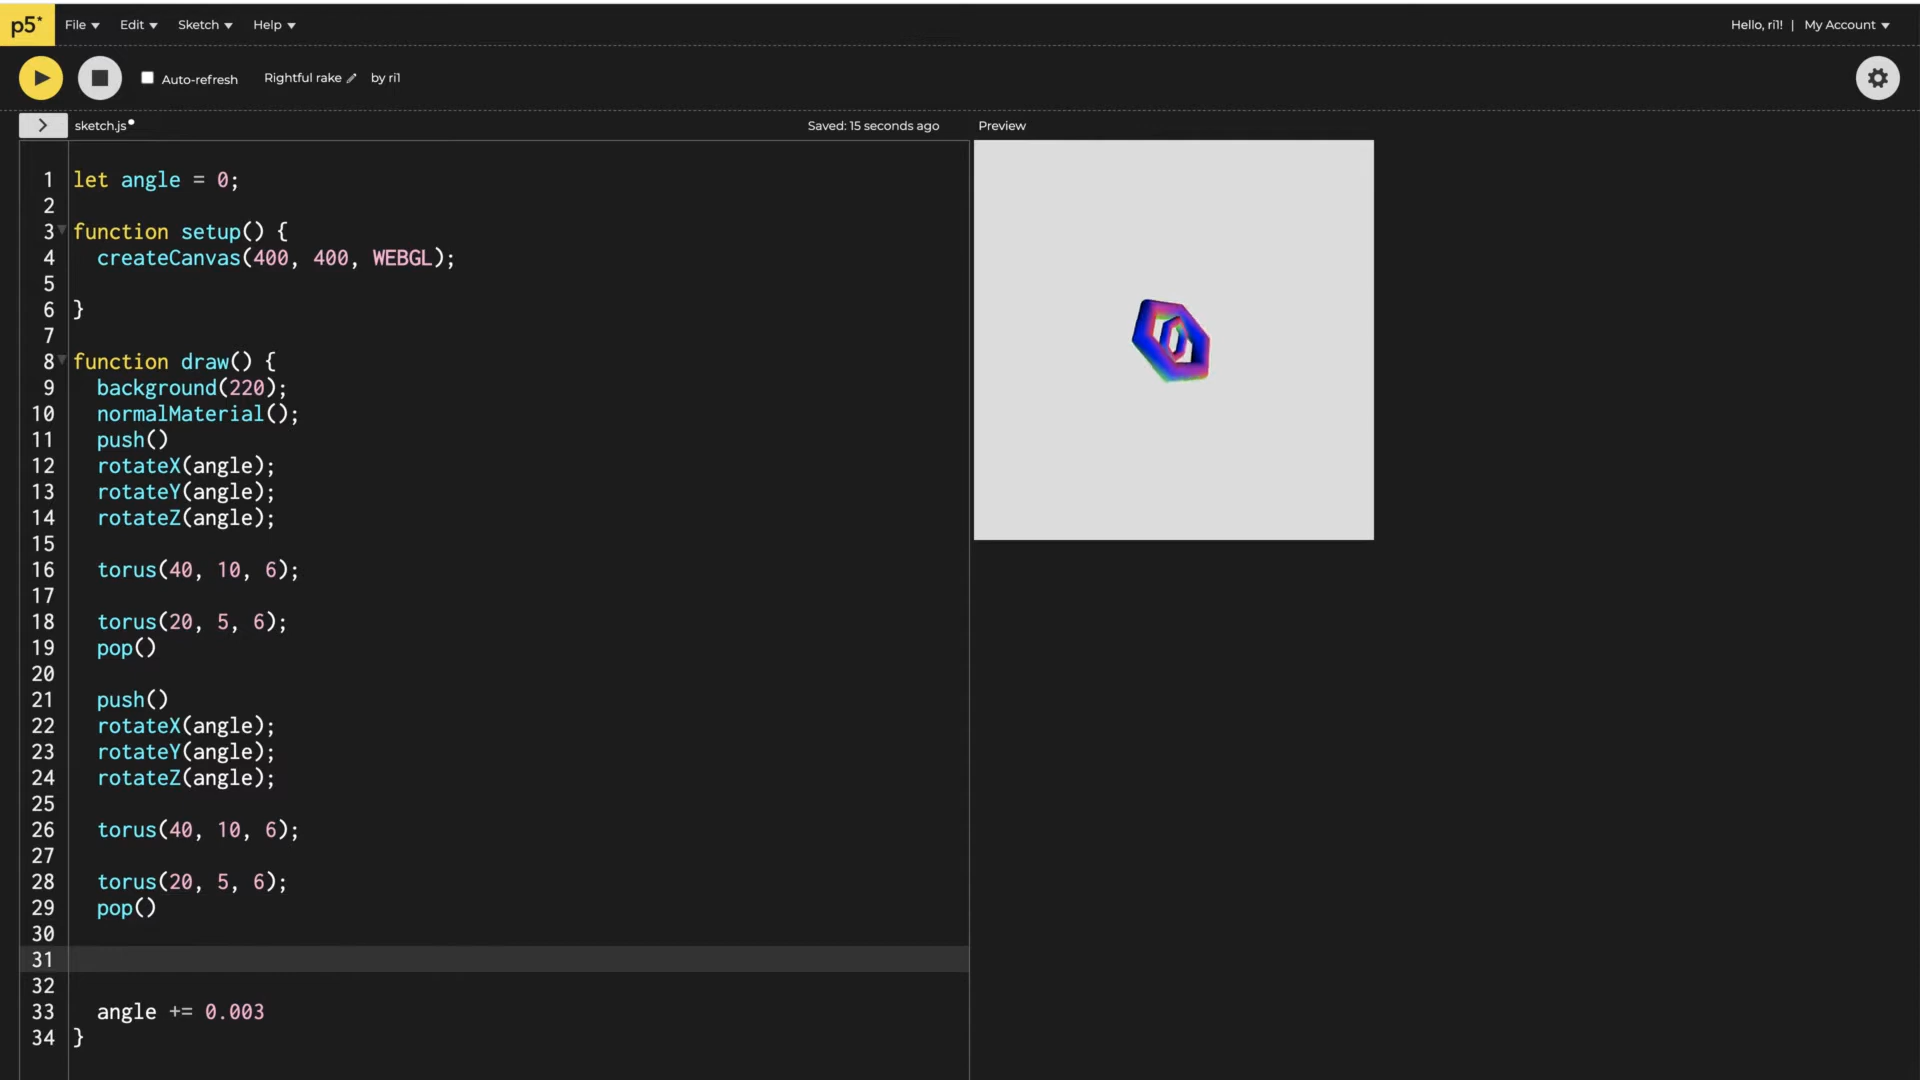 p5* File Edit Sketch Help Hello, ri1! | My Account
Auto-refresh Rightful rake by ri1
> sketch.js Saved: 15 seconds ago Preview
1 let angle = 0;
2
3 function setup() {
4 createCanvas(400, 400, WEBGL);
5
6 }
7
8 function draw() {
9 background(220);
10 normalMaterial();
11 push()
12 rotateX(angle);
13 rotateY(angle);
14 rotateZ(angle);
15
16 torus(40, 10, 6);
17
18 torus(20, 5, 6);
19 pop()
20
21 push()
22 rotateX(angle);
23 rotateY(angle);
24 rotateZ(angle);
25
26 torus(40, 10, 6);
27
28 torus(20, 5, 6);
29 pop()
30
31
32
33 angle += 0.003
34 }